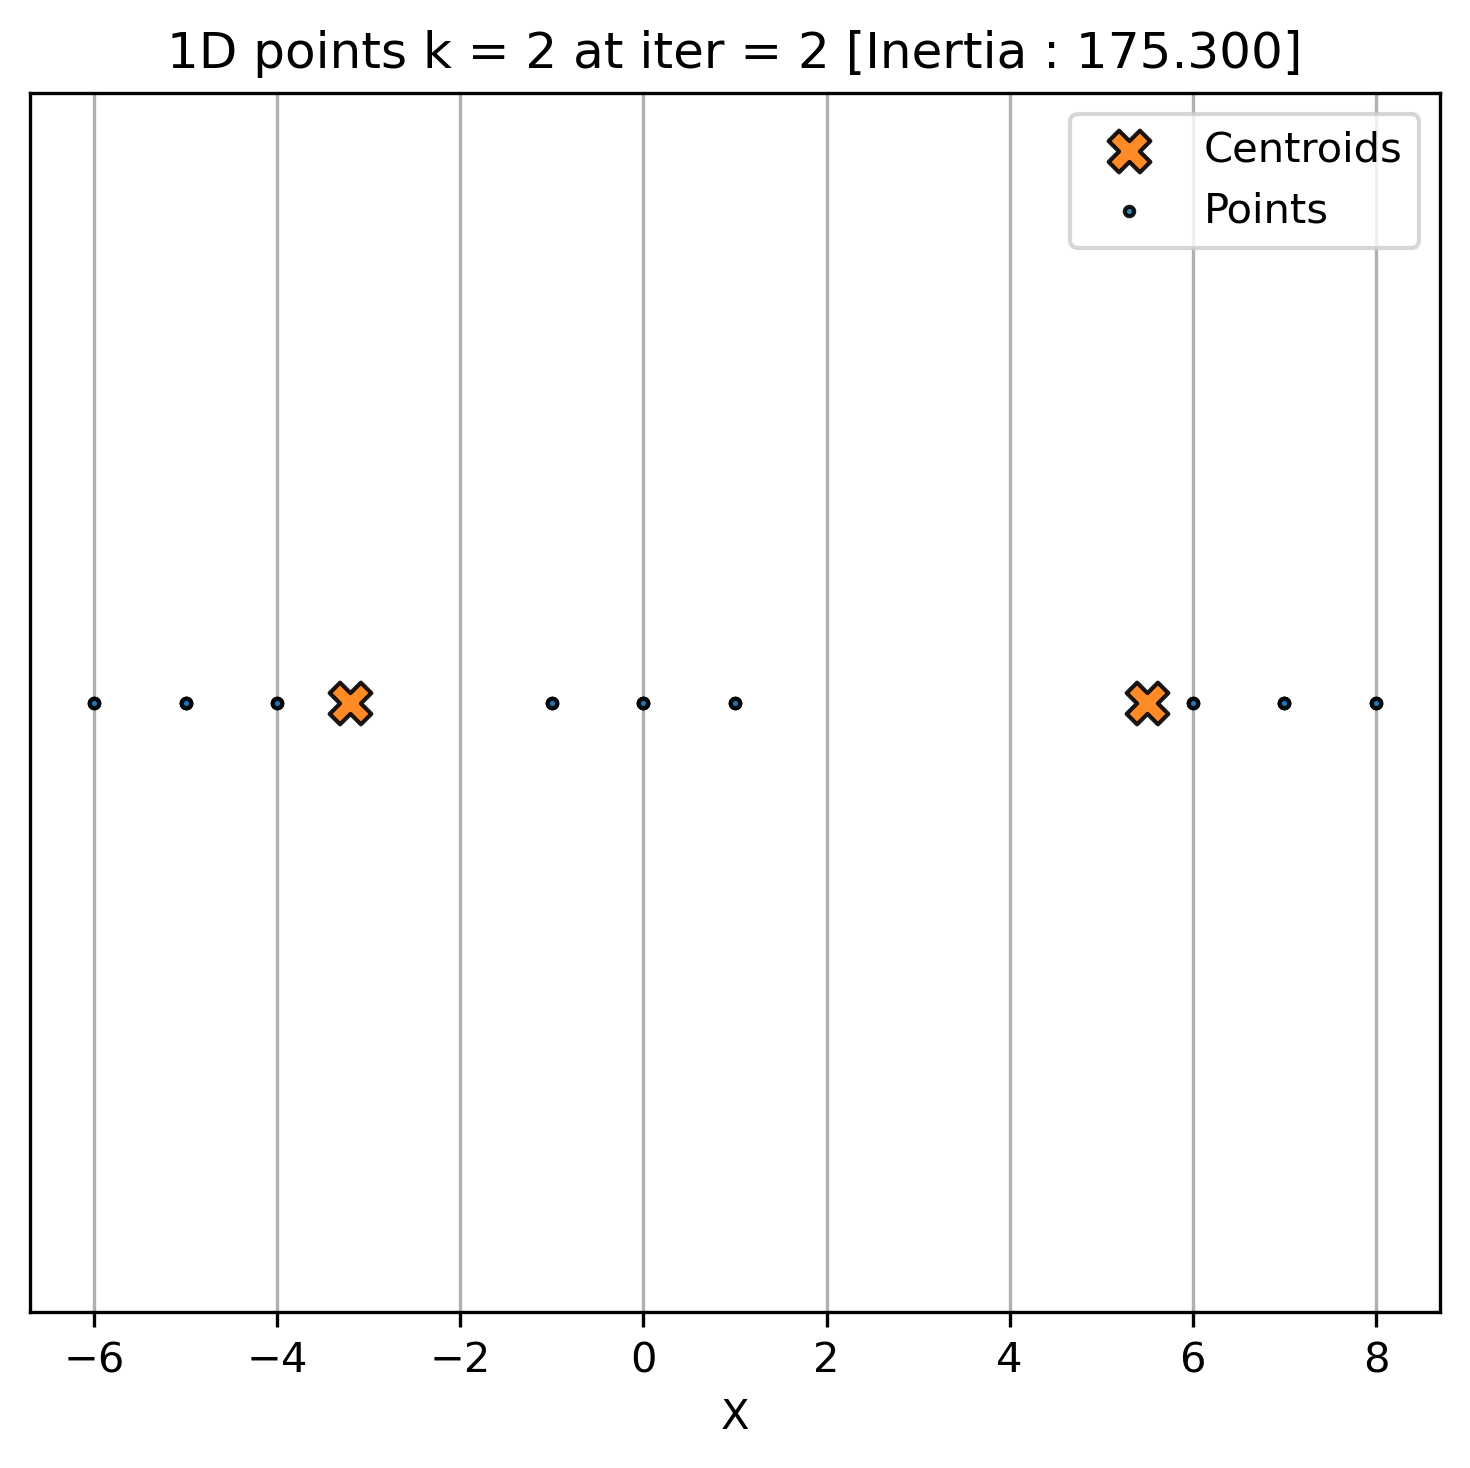 1D points k = 2 at iter = 2 [Inertia : 175.300]
Centroids
Points
−6 −4 −2 0 2 4 6 8
X